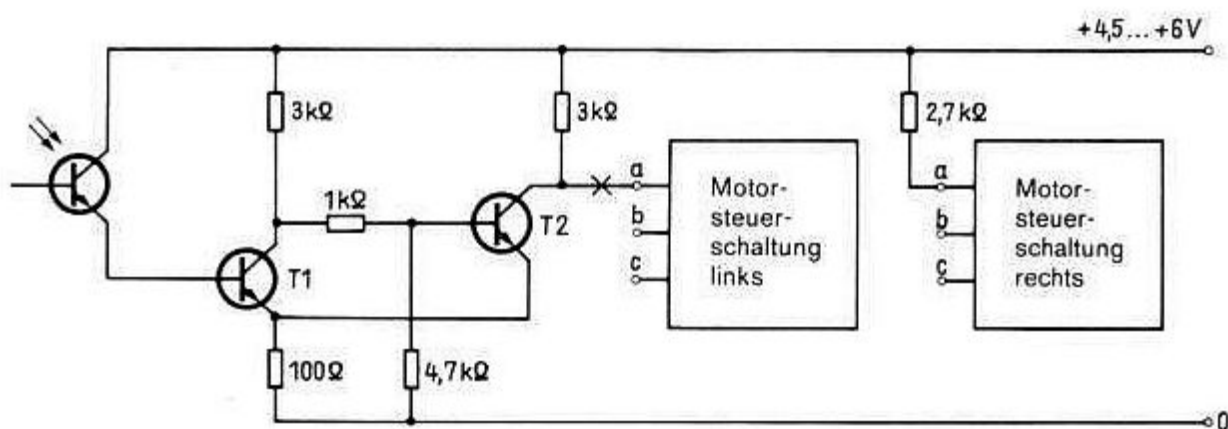 +4,5...+6V
3kΩ
3kΩ
2,7kΩ
a
b
c
Motor-
steuer-
schaltung
links
a
b
c
Motor-
steuer-
schaltung
rechts
1kΩ
T2
T1
100Ω
4,7kΩ
0